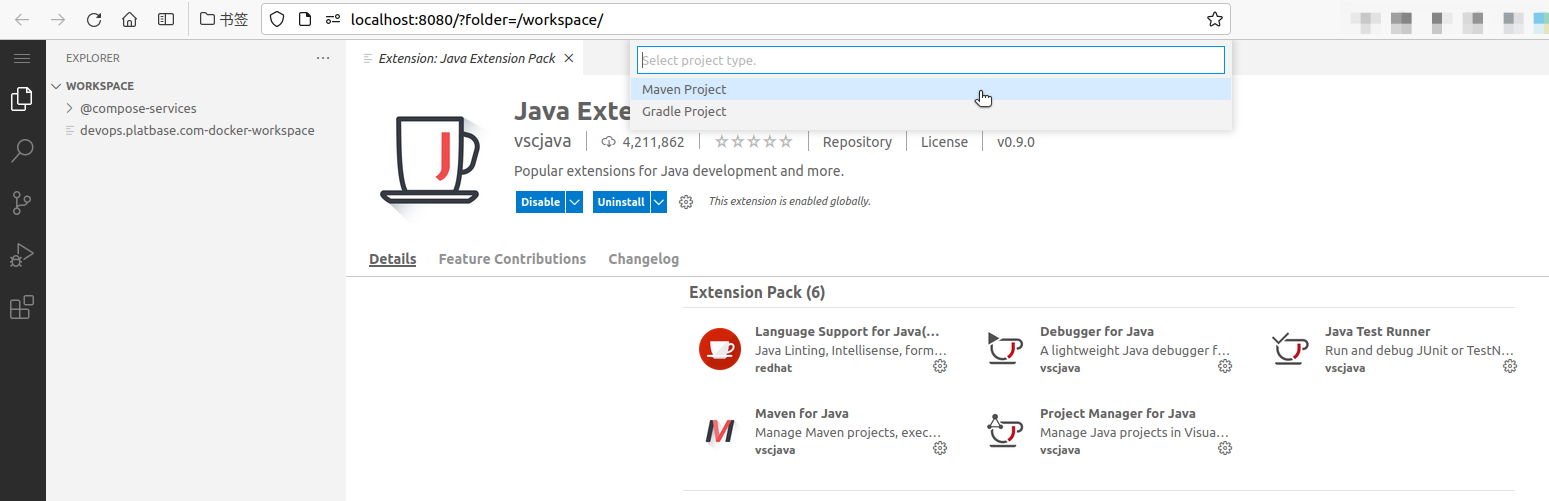 书签
localhost:8080/?folder=/workspace/
EXPLORER
WORKSPACE
@compose-services
devops.platbase.com-docker-workspace
Extension: Java Extension Pack
Select project type.
Maven Project
Gradle Project
Java Exte
vscjava
4,211,862
Repository
License
v0.9.0
Popular extensions for Java development and more.
Disable
Uninstall
This extension is enabled globally.
Details
Feature Contributions
Changelog
Extension Pack (6)
Language Support for Java(...
Java Linting, Intellisense, form...
redhat
Debugger for Java
A lightweight Java debugger f...
vscjava
Java Test Runner
Run and debug JUnit or TestN...
vscjava
Maven for Java
Manage Maven projects, exec...
vscjava
Project Manager for Java
Manage Java projects in Visua...
vscjava